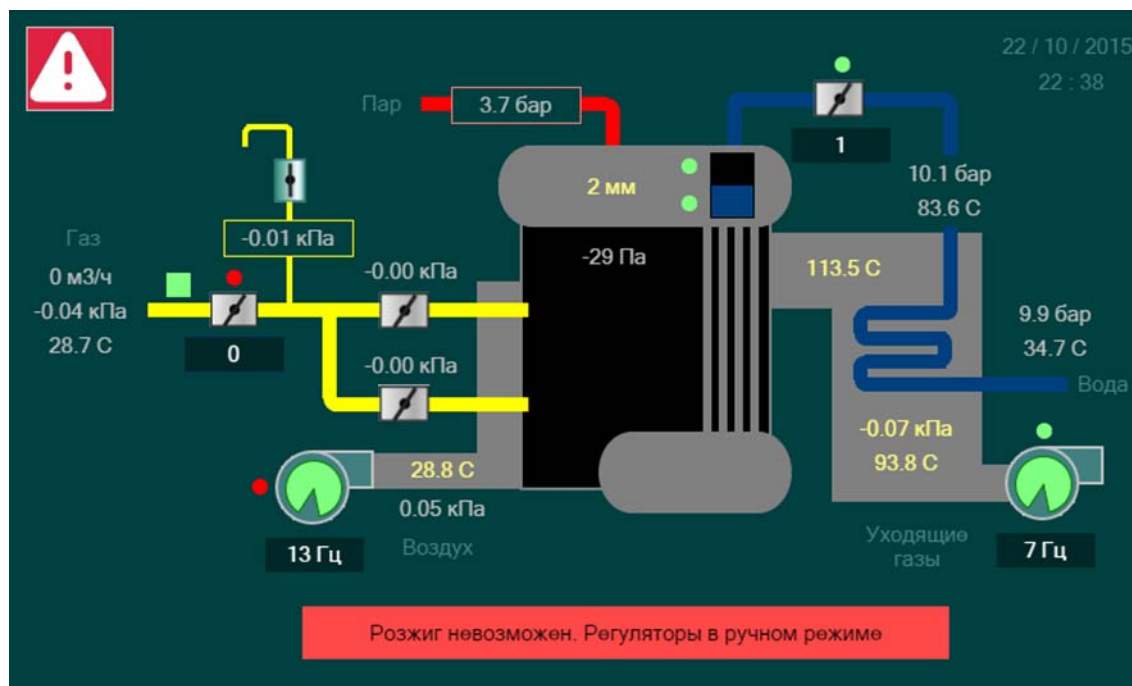 22 / 10 / 2015
22 : 38
Пар
3.7 бар
1
10.1 бар
83.6 C
2 мм
-0.01 кПа
Газ
0 м3/ч
-0.04 кПа
28.7 C
0
-0.00 кПа
-0.00 кПа
-29 Па
113.5 C
9.9 бар
34.7 C
Вода
-0.07 кПа
93.8 C
28.8 C
0.05 кПа
Воздух
13 Гц
Уходящие
газы
7 Гц
Розжиг невозможен. Регуляторы в ручном режиме